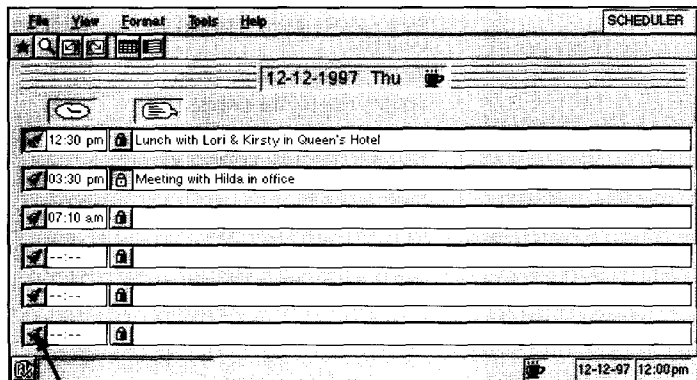 File View Format Tools Help SCHEDULER
12-12-1997 Thu
12:30 pm Lunch with Lori & Kirsty in Queen's Hotel
03:30 pm Meeting with Hilda in office
07:10 am
--:--
--:--
--:--
12-12-97 12:00pm